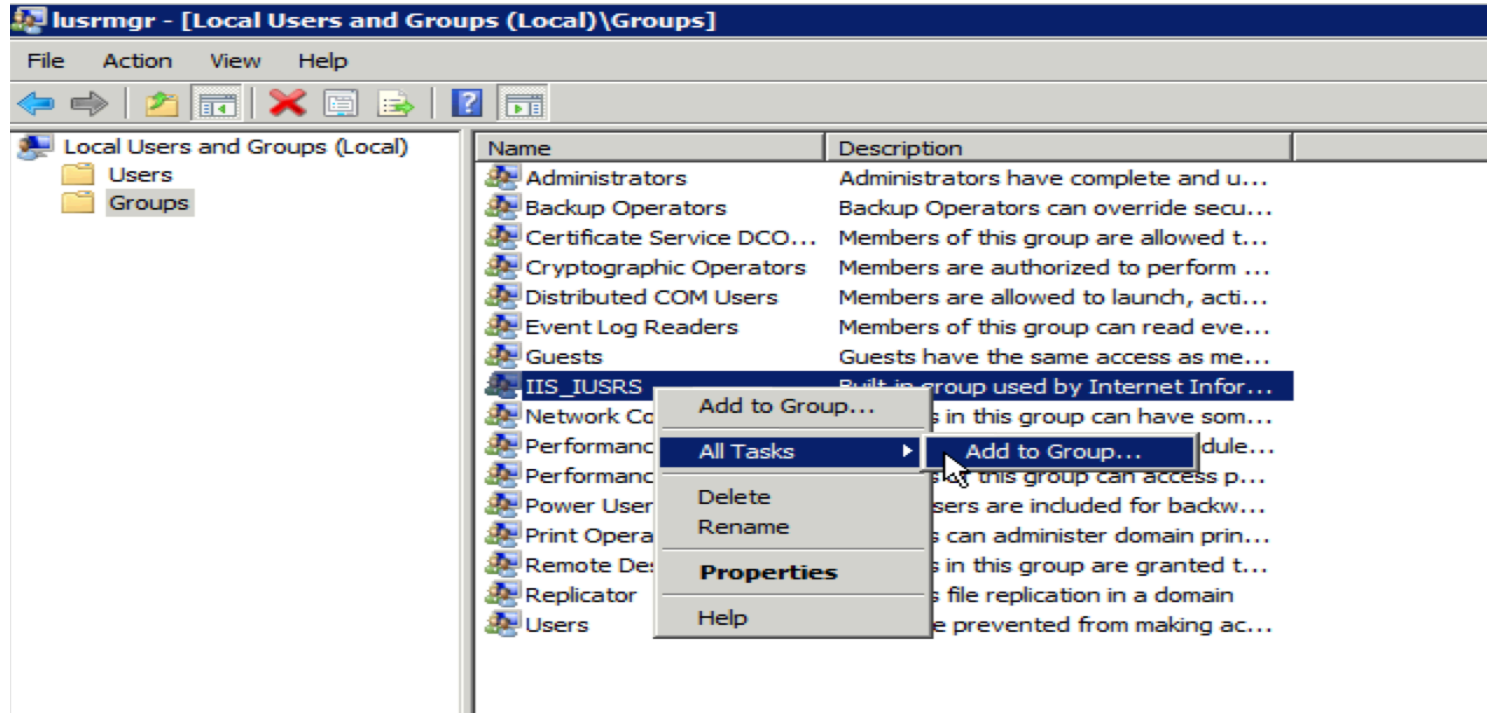 lusrmgr - [Local Users and Groups (Local)\Groups]
File Action View Help
Local Users and Groups (Local)
Users
Groups
Name Description
Administrators Administrators have complete and u...
Backup Operators Backup Operators can override secu...
Certificate Service DCO... Members of this group are allowed t...
Cryptographic Operators Members are authorized to perform ...
Distributed COM Users Members are allowed to launch, acti...
Event Log Readers Members of this group can read eve...
Guests Guests have the same access as me...
IIS_IUSRS Built-in group used by Internet Infor...
Network Co s in this group can have som...
Performanc dule...
Performanc s of this group can access p...
Power User sers are included for backw...
Print Opera s can administer domain prin...
Remote Des s in this group are granted t...
Replicator s file replication in a domain
Users e prevented from making ac...
Add to Group...
All Tasks
Add to Group...
Delete
Rename
Properties
Help